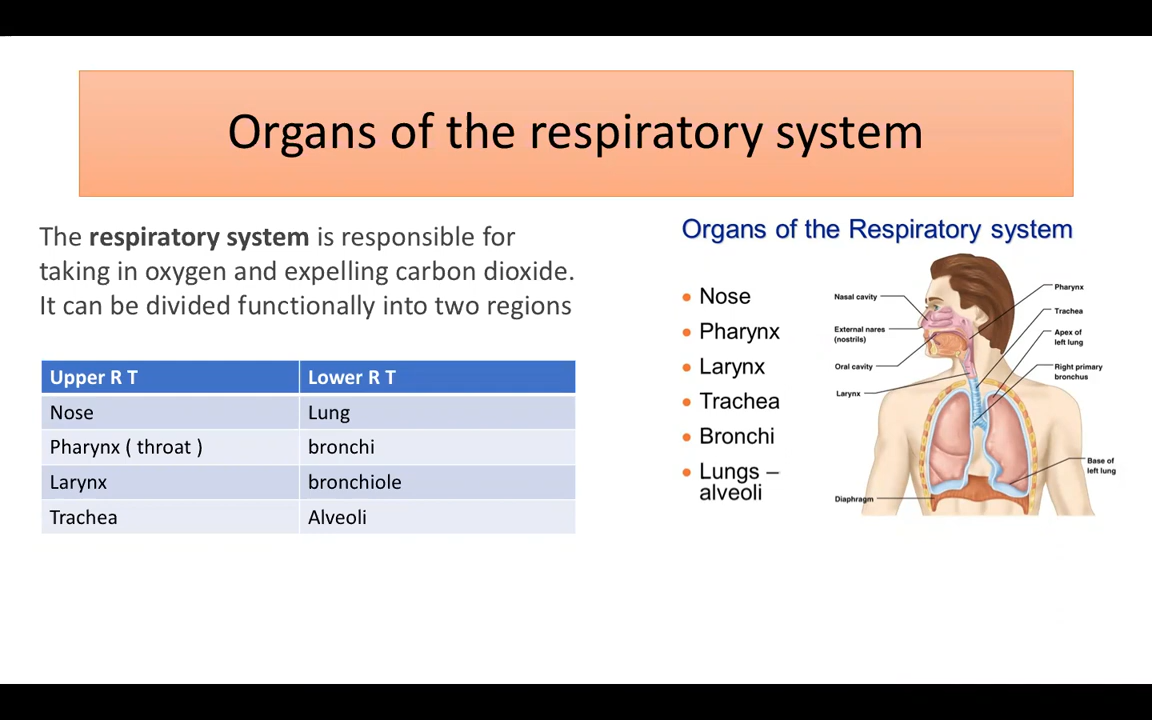 Organs of the respiratory system
The respiratory system is responsible for
taking in oxygen and expelling carbon dioxide.
It can be divided functionally into two regions
Upper R T Lower R T
Nose Lung
Pharynx ( throat ) bronchi
Larynx bronchiole
Trachea Alveoli
Organs of the Respiratory system
Nose
Pharynx
Larynx
Trachea
Bronchi
Lungs –
alveoli
Nasal cavity
External nares
(nostrils)
Oral cavity
Larynx
Diaphragm
Pharynx
Trachea
Apex of
left lung
Right primary
bronchus
Base of
left lung